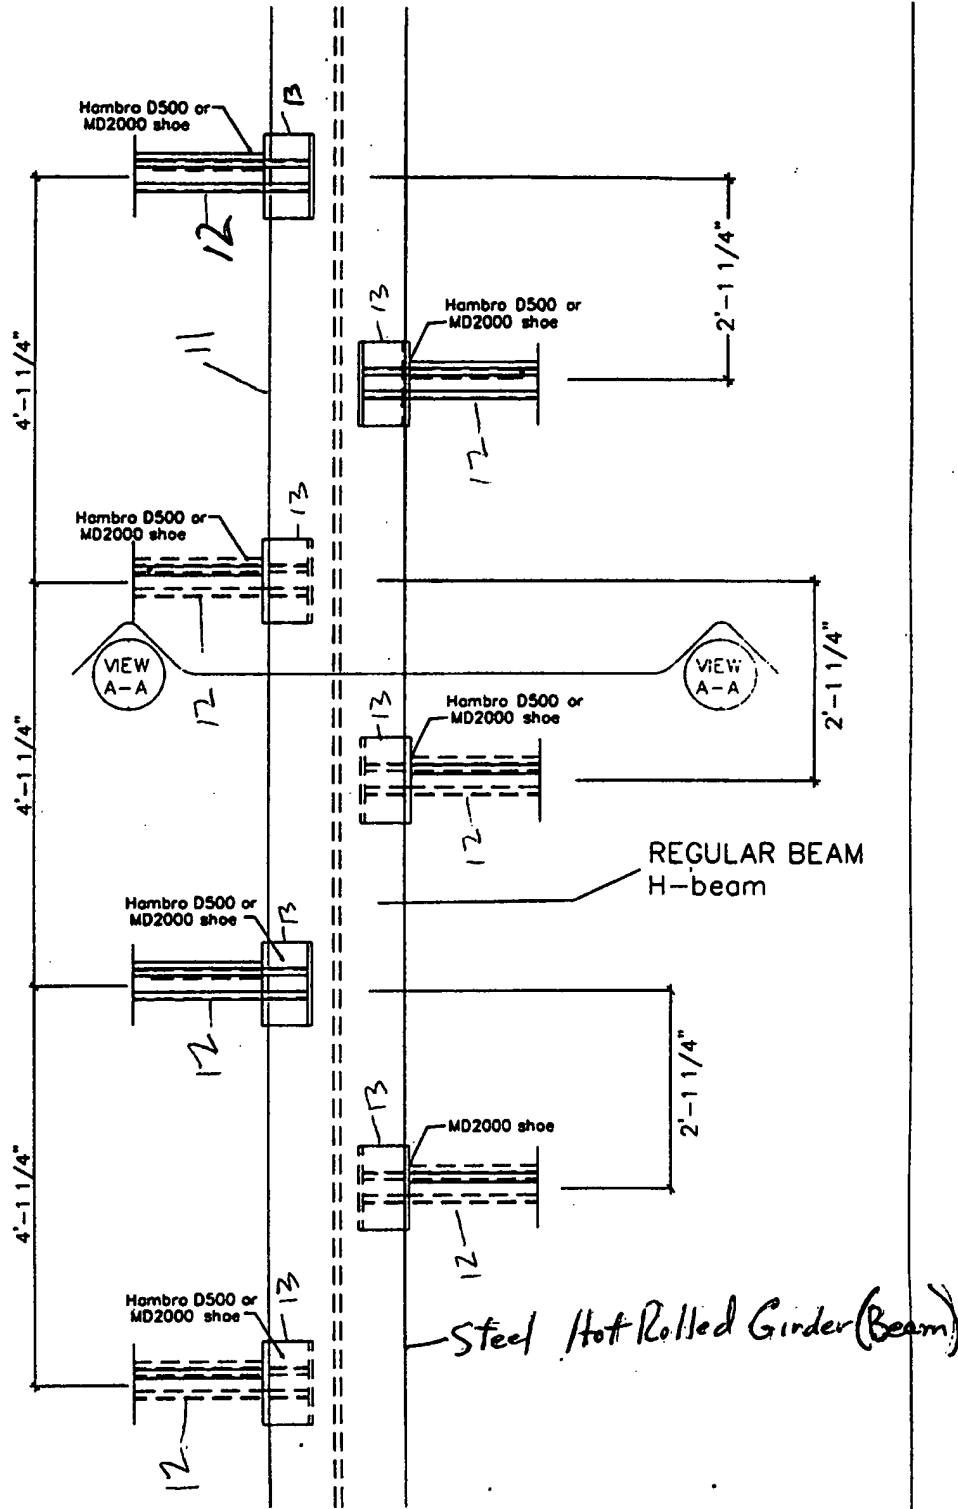 13
Hambro D500 or
MD2000 shoe
12
4'-1 1/4"
2'-1 1/4"
11
13
Hambro D500 or
MD2000 shoe
12
13
Hambro D500 or
MD2000 shoe
12
VIEW
A-A
VIEW
A-A
2'-1 1/4"
12
13
Hambro D500 or
MD2000 shoe
4'-1 1/4"
12
REGULAR BEAM
H-beam
13
Hambro D500 or
MD2000 shoe
12
2'-1 1/4"
13
MD2000 shoe
4'-1 1/4"
12
13
Hambro D500 or
MD2000 shoe
Steel Hot Rolled Girder (Beam)
12